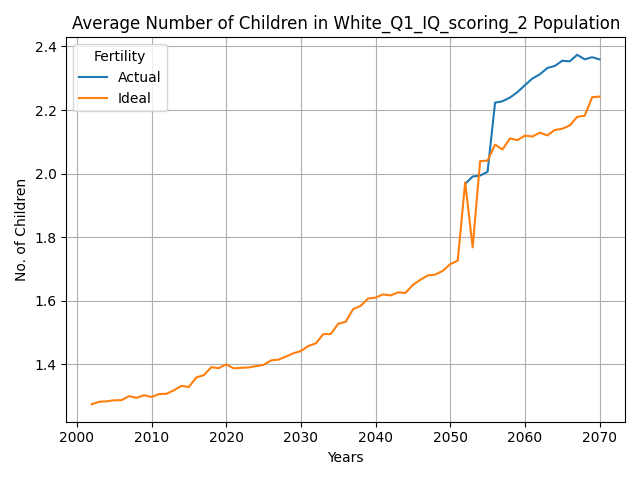 Average Number of Children in White_Q1_IQ_scoring_2 Population
Fertility
Actual
Ideal
No. of Children
2.4
2.2
2.0
1.8
1.6
1.4
2000 2010 2020 2030 2040 2050 2060 2070
Years